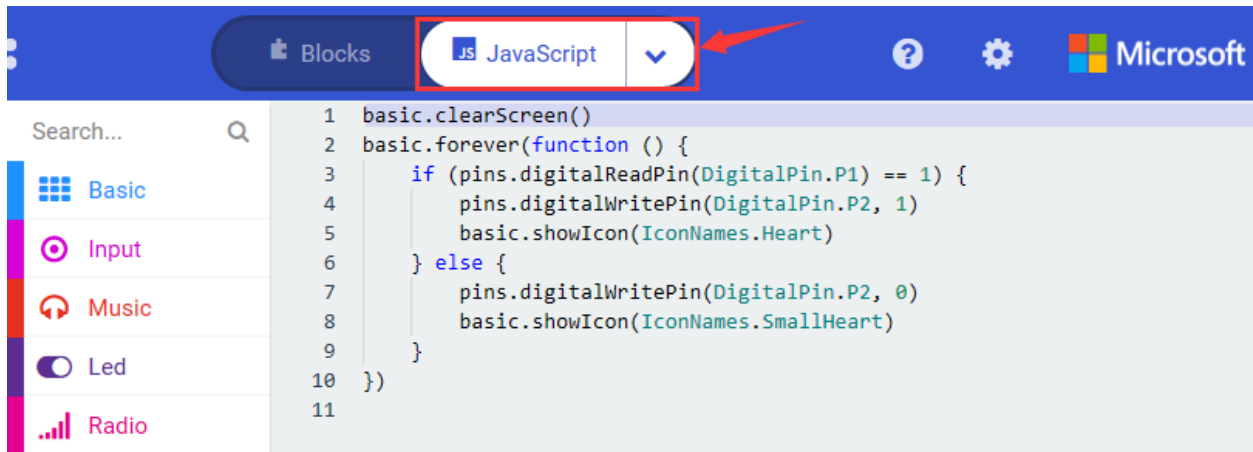 Blocks
JS JavaScript
Microsoft
Search...
Basic
Input
Music
Led
Radio
1 basic.clearScreen()
2 basic.forever(function () {
3     if (pins.digitalReadPin(DigitalPin.P1) == 1) {
4         pins.digitalWritePin(DigitalPin.P2, 1)
5         basic.showIcon(IconNames.Heart)
6     } else {
7         pins.digitalWritePin(DigitalPin.P2, 0)
8         basic.showIcon(IconNames.SmallHeart)
9     }
10 })
11